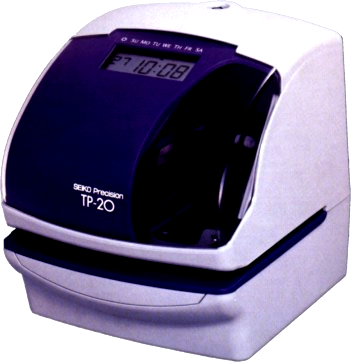 SU MO TU WE TH FR SA
27 10:08
SEIKO Precision
TP-20